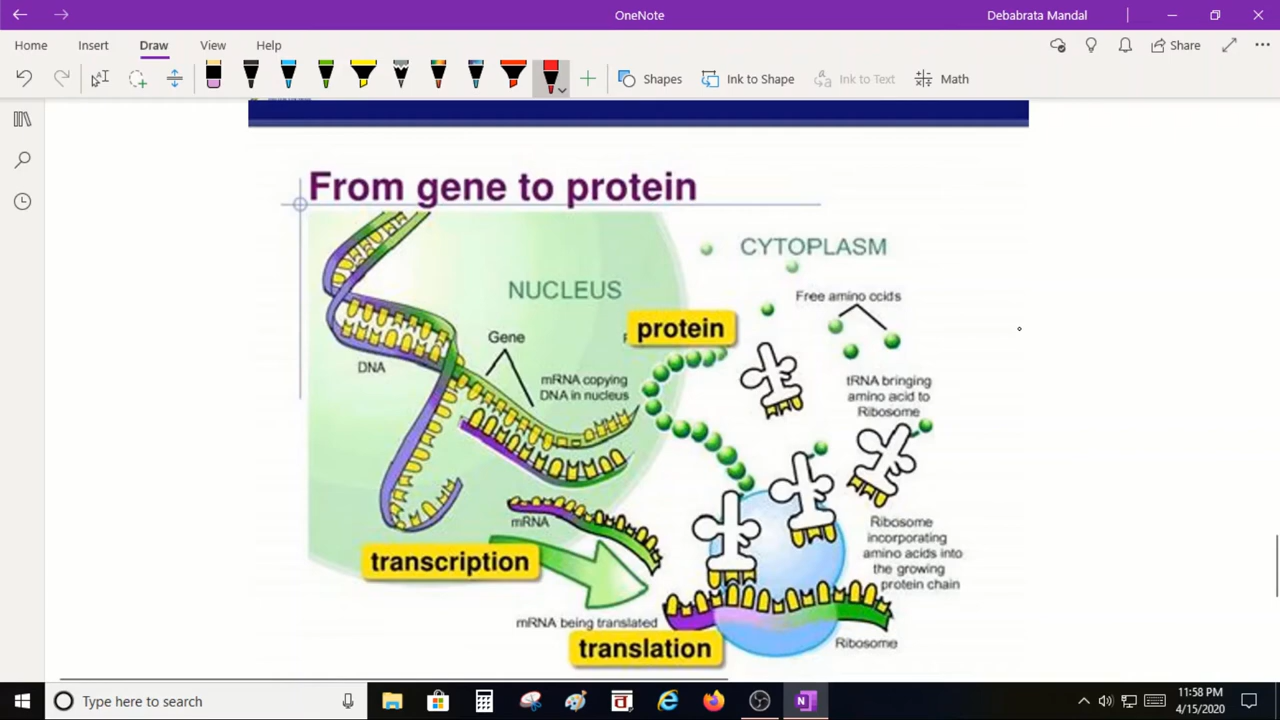 OneNote
Debabrata Mandal
Home
Insert
Draw
View
Help
Share
Shapes
Ink to Shape
Ink to Text
Math
From gene to protein
CYTOPLASM
NUCLEUS
Free amino ccids
protein
Gene
DNA
mRNA copying
DNA in nucleus
tRNA bringing
amino acid to
Ribosome
mRNA
Ribosome
incorporating
amino acids into
the growing
protein chain
transcription
mRNA being translated
translation
Ribosome
Type here to search
11:58 PM
4/15/2020